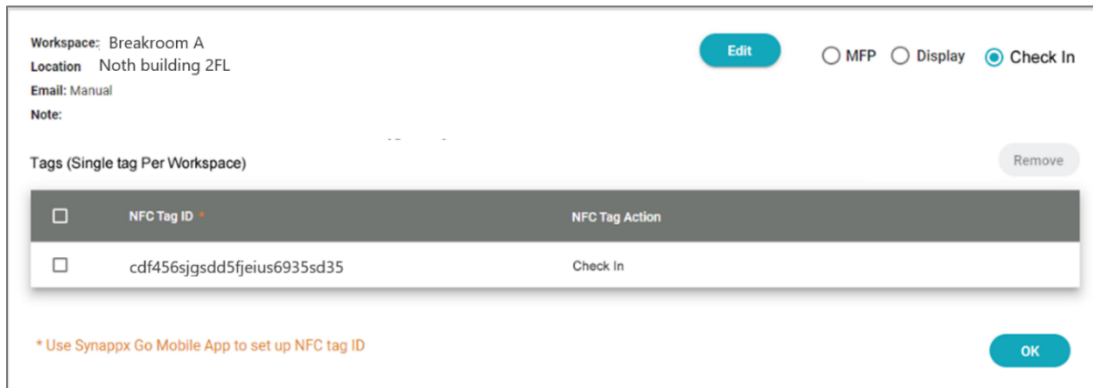 Workspace: Breakroom A
Edit
MFP
Display
Check In
Location Noth building 2FL
Email: Manual
Note:
Tags (Single tag Per Workspace)
Remove
NFC Tag ID *
NFC Tag Action
cdf456sjgsdd5fjeius6935sd35
Check In
* Use Synappx Go Mobile App to set up NFC tag ID
OK